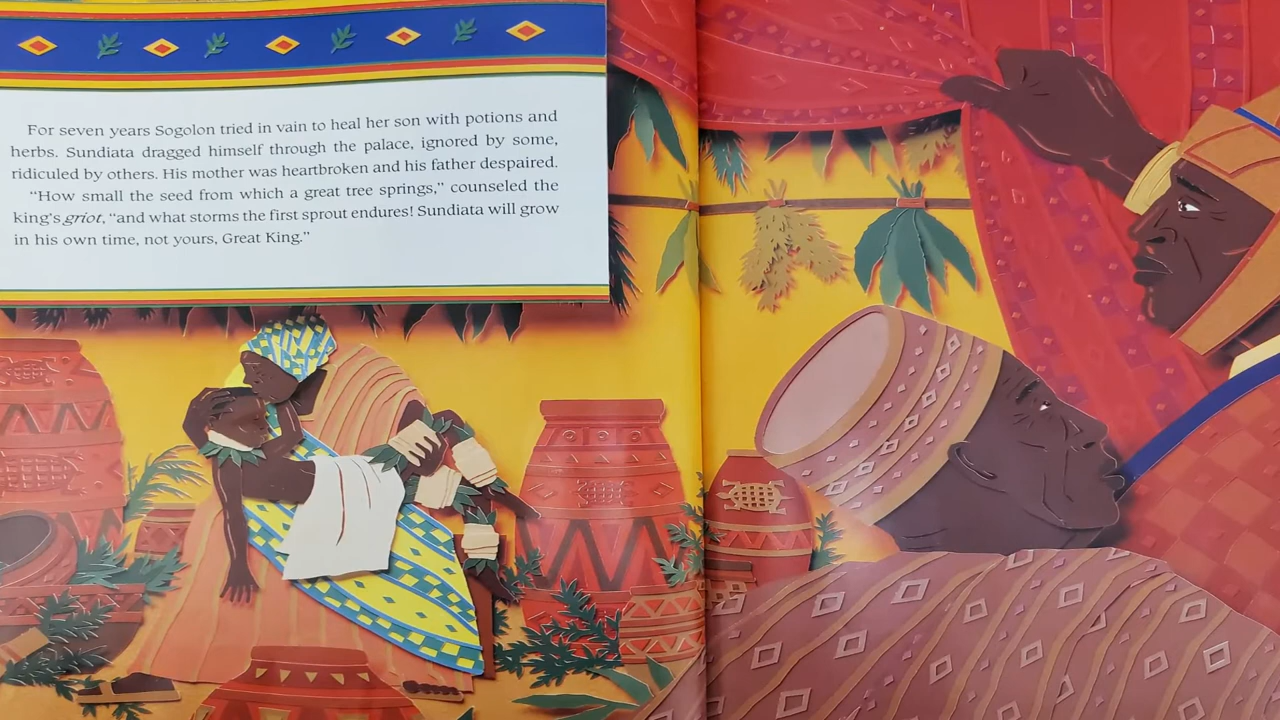 For seven years Sogolon tried in vain to heal her son with potions and
herbs. Sundiata dragged himself through the palace, ignored by some,
ridiculed by others. His mother was heartbroken and his father despaired.
“How small the seed from which a great tree springs,” counseled the
king’s griot, “and what storms the first sprout endures! Sundiata will grow
in his own time, not yours, Great King.”